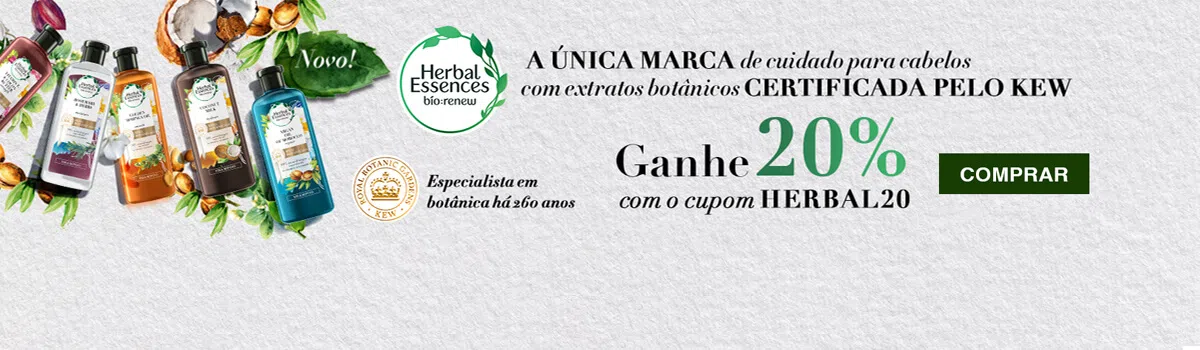 Novo!
Herbal
Essences
bío:renew
A ÚNICA MARCA de cuidado para cabelos
com extratos botânicos CERTIFICADA PELO KEW
Ganhe 20%
com o cupom HERBAL20
COMPRAR
ROYAL BOTANIC GARDENS
KEW
Especialista em
botânica há 260 anos